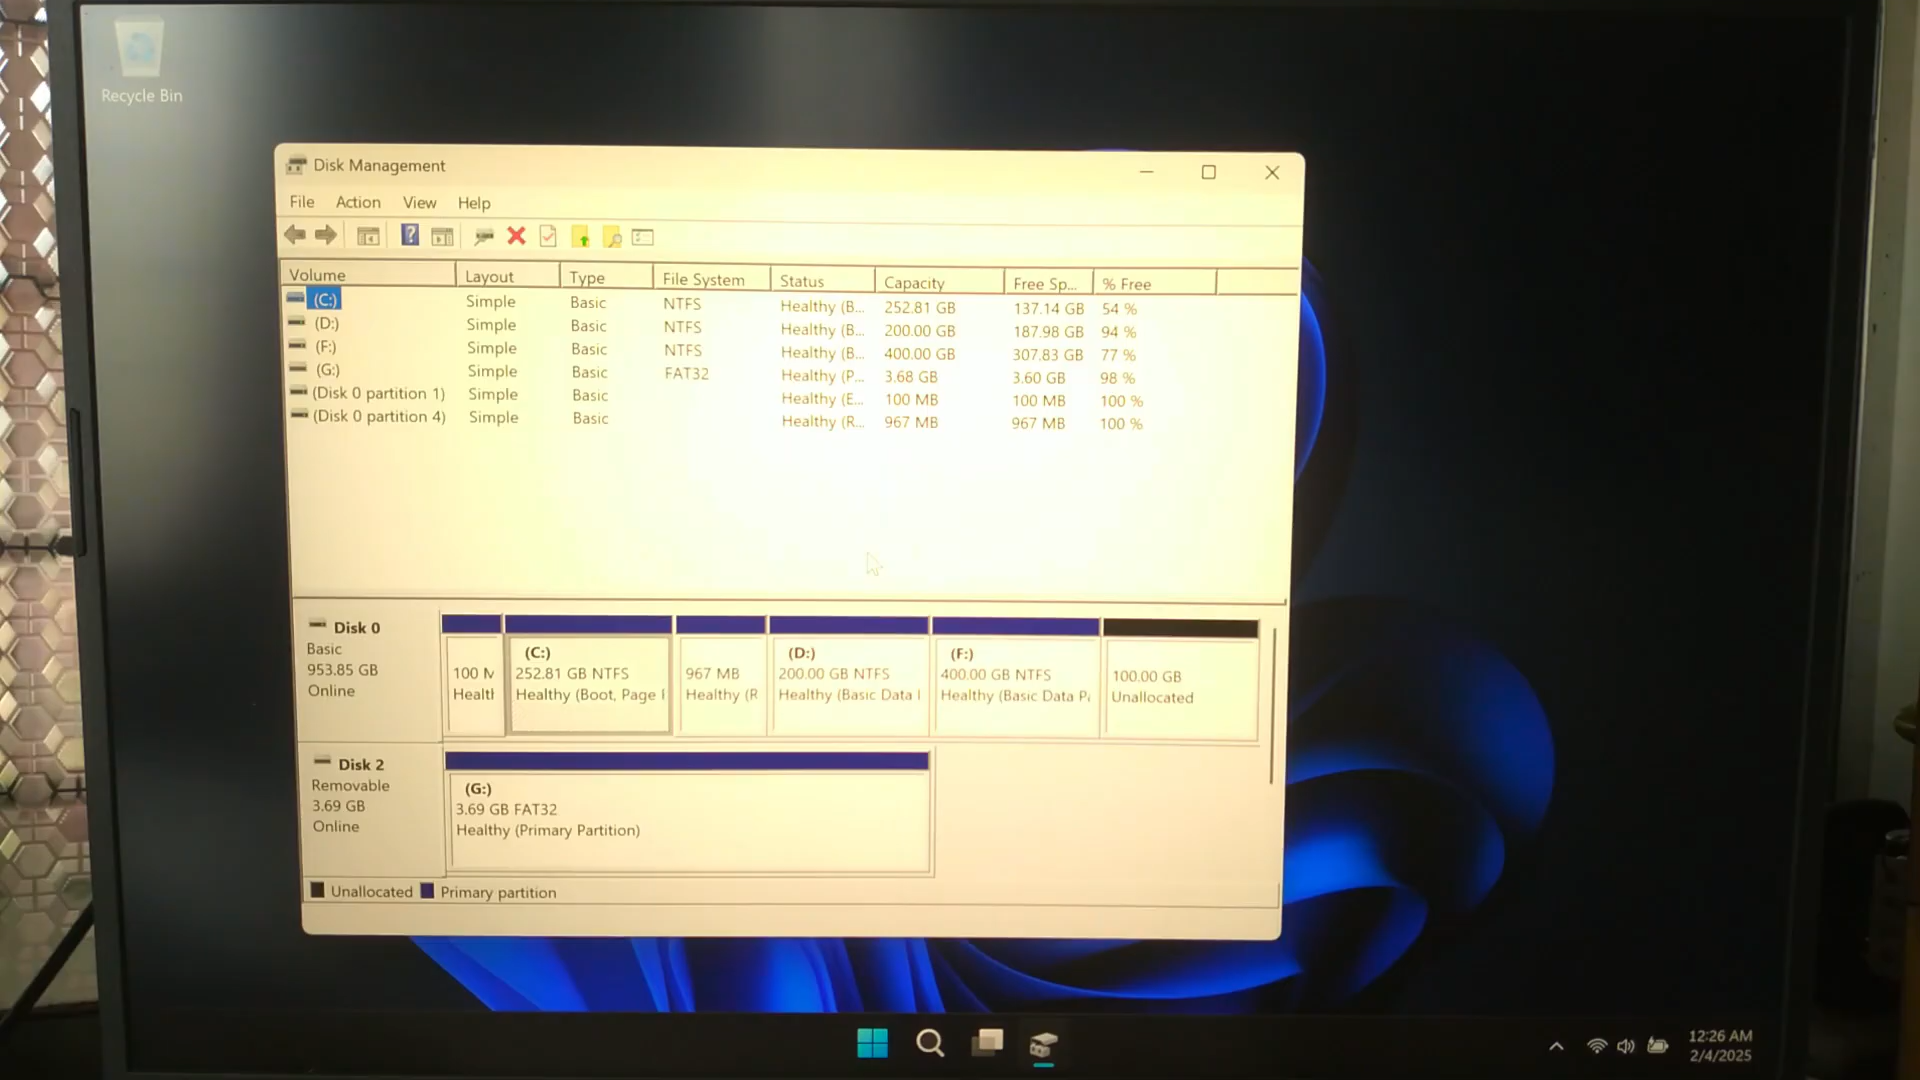 Recycle Bin
Disk Management
File Action View Help
Volume Layout Type File System Status Capacity Free Sp... % Free
(C:) Simple Basic NTFS Healthy (B... 252.81 GB 137.14 GB 54 %
(D:) Simple Basic NTFS Healthy (B... 200.00 GB 187.98 GB 94 %
(F:) Simple Basic NTFS Healthy (B... 400.00 GB 307.83 GB 77 %
(G:) Simple Basic FAT32 Healthy (P... 3.68 GB 3.60 GB 98 %
(Disk 0 partition 1) Simple Basic Healthy (E... 100 MB 100 MB 100 %
(Disk 0 partition 4) Simple Basic Healthy (R... 967 MB 967 MB 100 %
Disk 0
Basic
953.85 GB
Online
100 M
Healtl
(C:)
252.81 GB NTFS
Healthy (Boot, Page
967 MB
Healthy (R
(D:)
200.00 GB NTFS
Healthy (Basic Data
(F:)
400.00 GB NTFS
Healthy (Basic Data Pa
100.00 GB
Unallocated
Disk 2
Removable
3.69 GB
Online
(G:)
3.69 GB FAT32
Healthy (Primary Partition)
Unallocated Primary partition
12:26 AM
2/4/2025